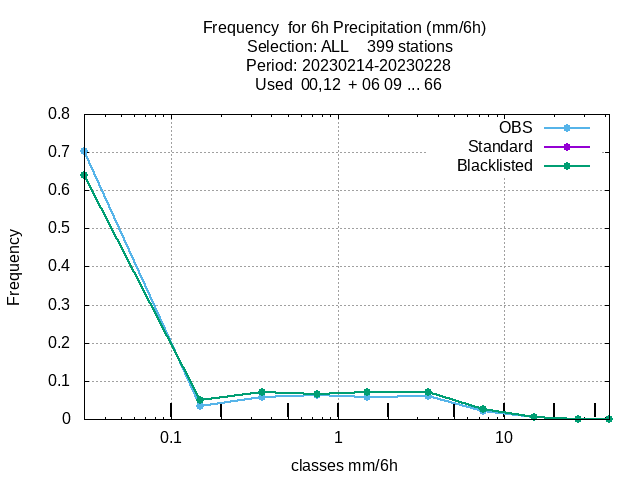 Frequency  for 6h Precipitation (mm/6h)
Selection: ALL    399 stations
Period: 20230214-20230228
Used  00,12  + 06 09 ... 66
0.8
0.7
0.6
0.5
0.4
0.3
0.2
0.1
0
Frequency
OBS
Standard
Blacklisted
0.1 1 10
classes mm/6h